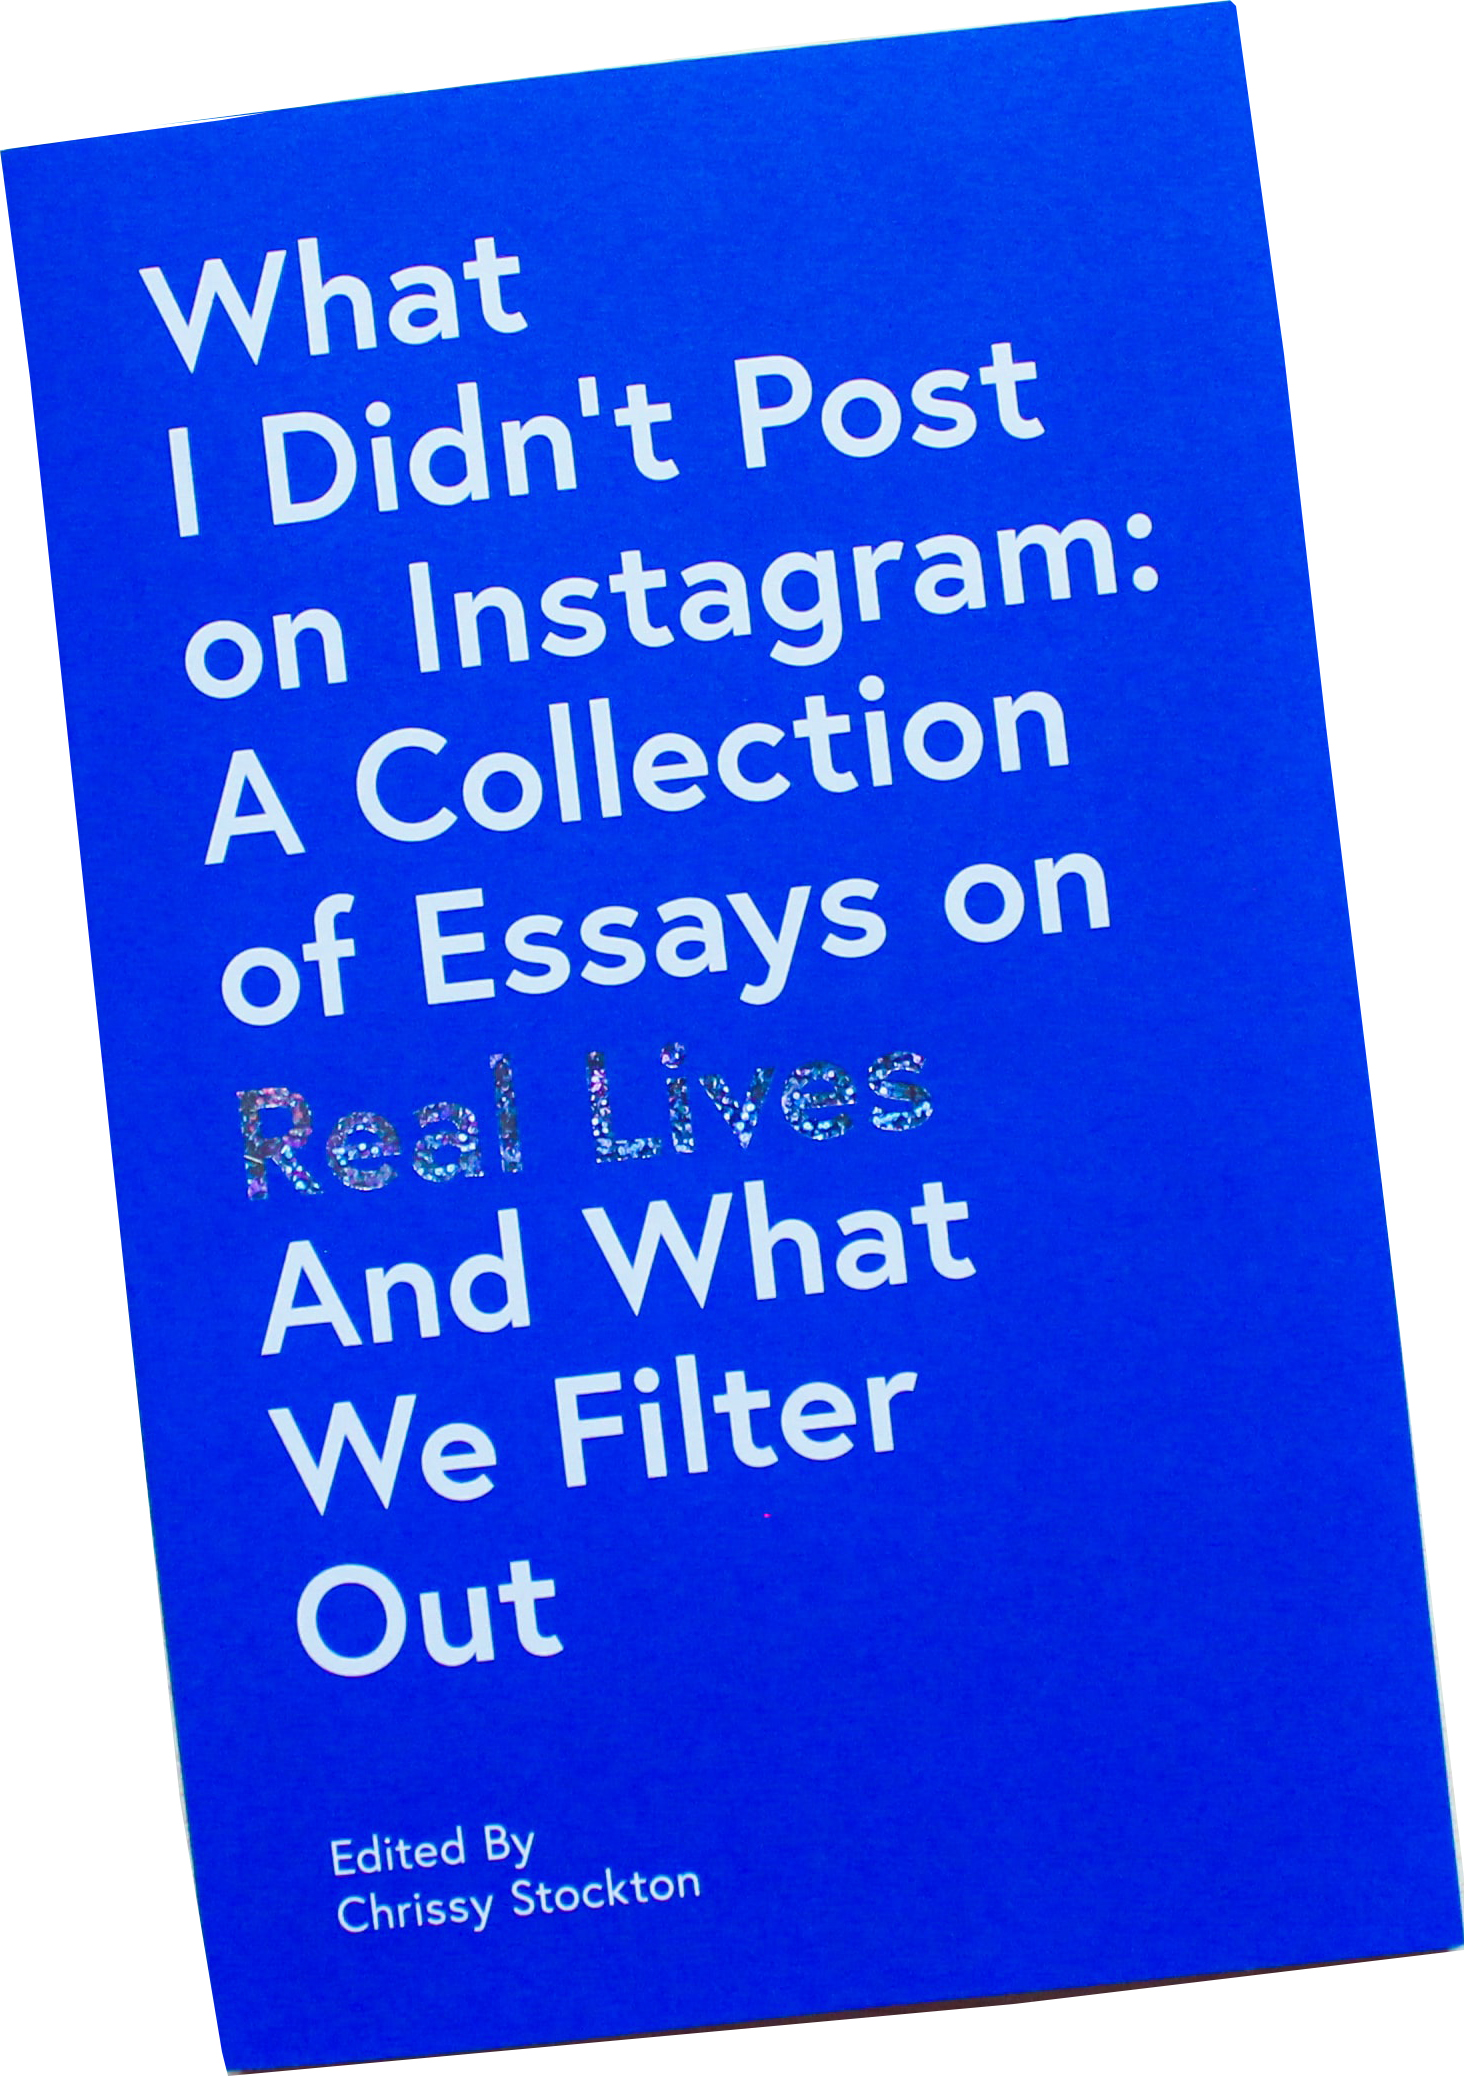 What
I Didn't Post
on Instagram:
A Collection
of Essays on
Real Lives
And What
We Filter
Out
Edited By
Chrissy Stockton